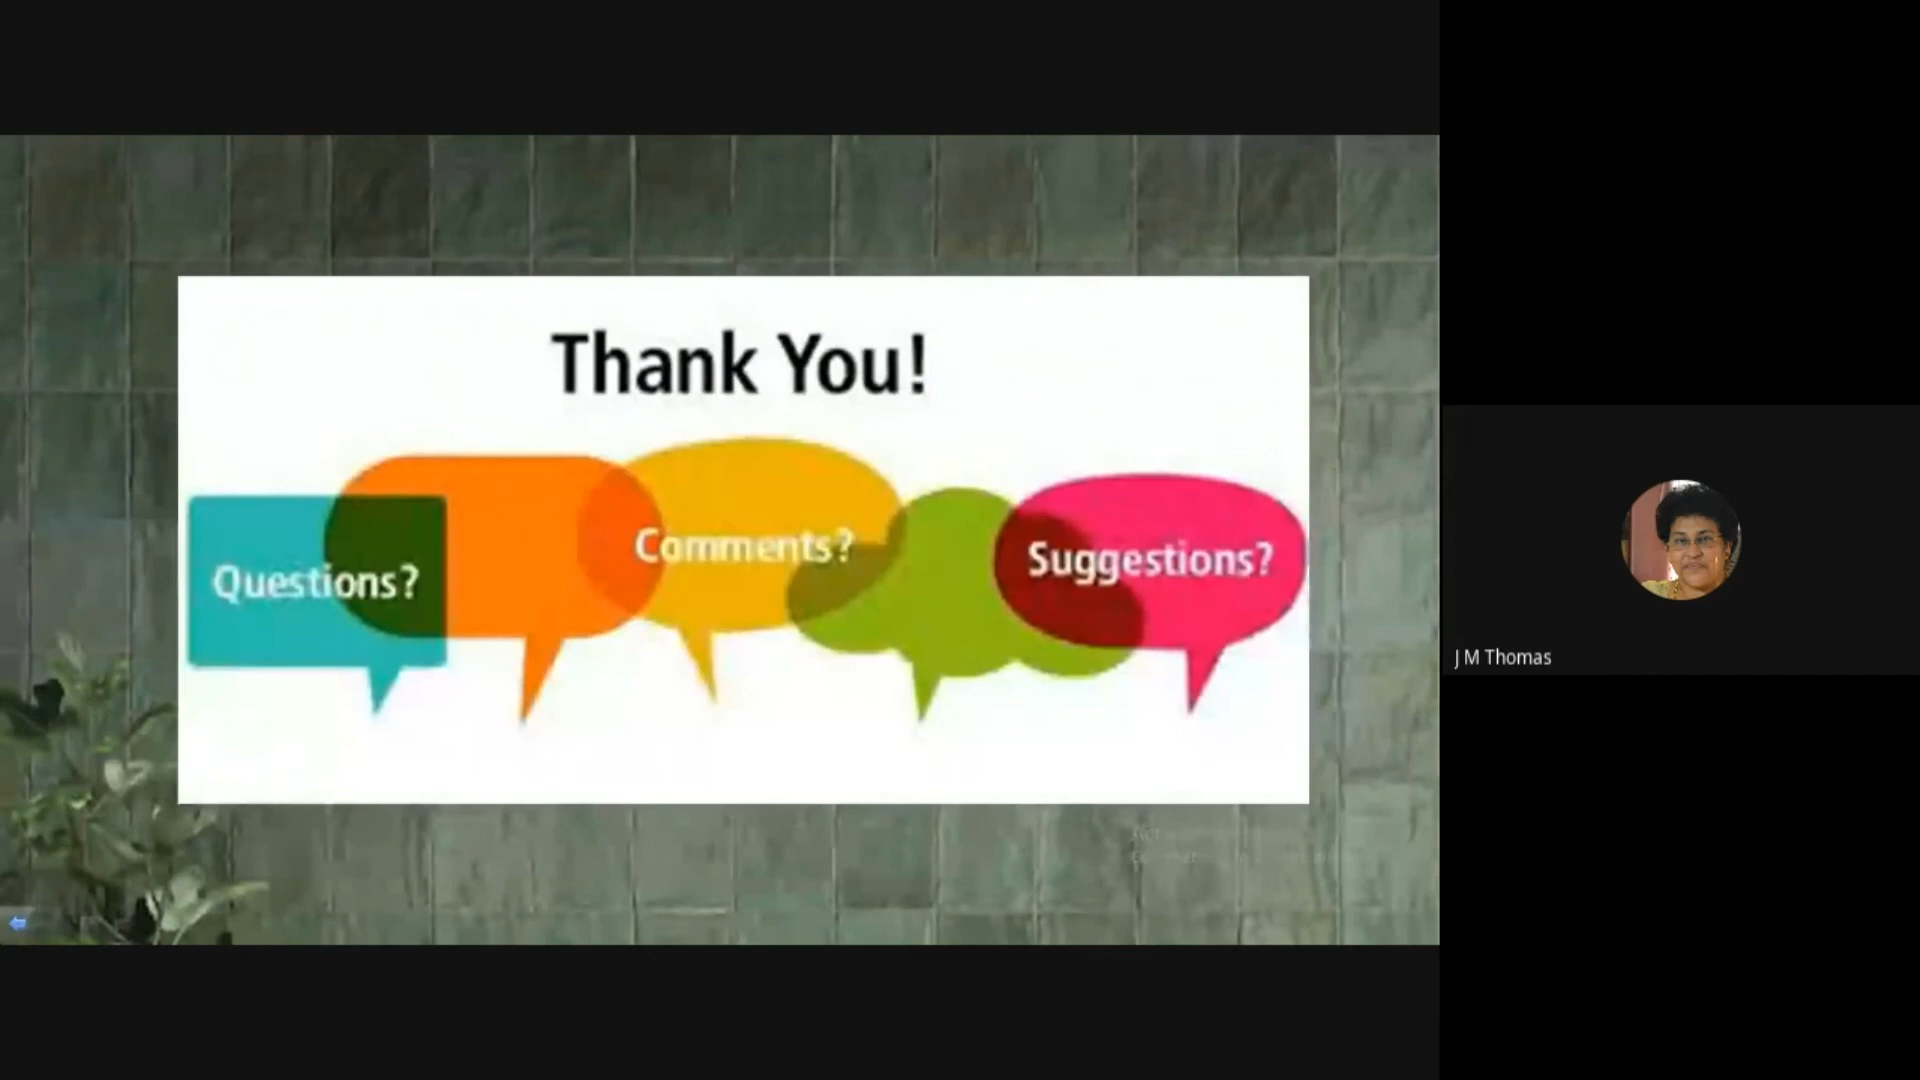 Thank You!
Questions?
Comments?
Suggestions?
J M Thomas